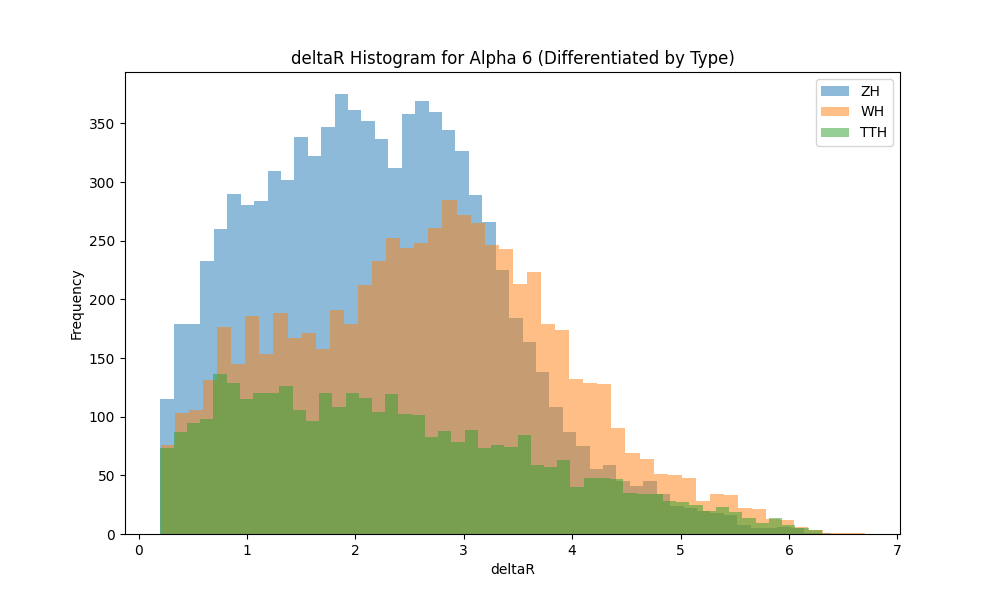 deltaR Histogram for Alpha 6 (Differentiated by Type)
ZH
WH
TTH
Frequency
350
300
250
200
150
100
50
0
0 1 2 3 4 5 6 7
deltaR